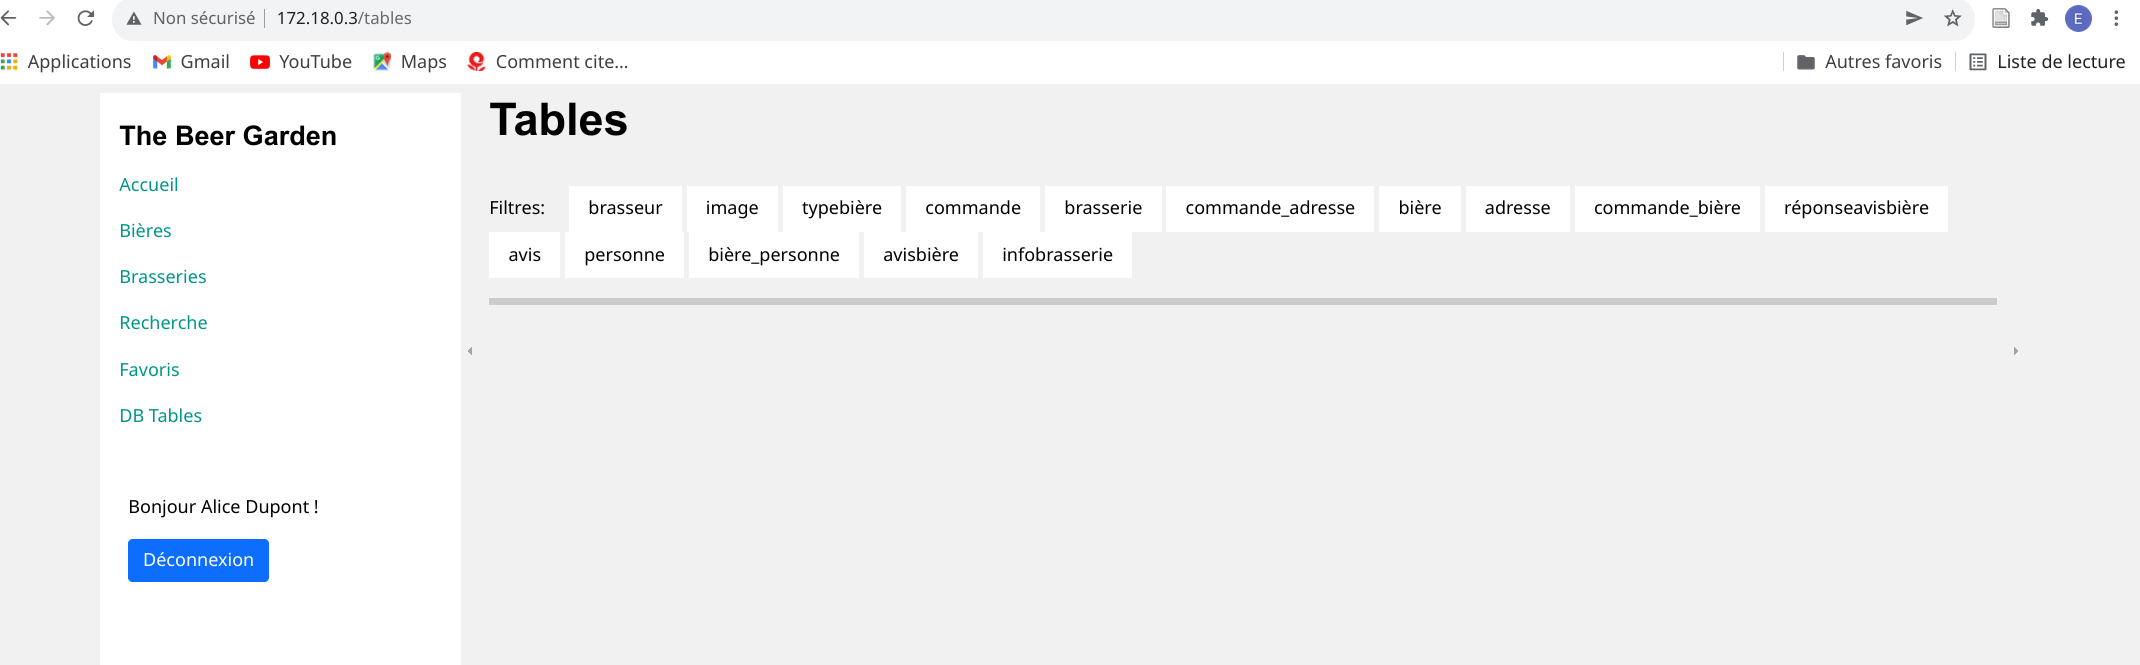 Non sécurisé 172.18.0.3/tables E
Applications Gmail YouTube Maps Comment cite... Autres favoris Liste de lecture
The Beer Garden
Accueil
Bières
Brasseries
Recherche
Favoris
DB Tables
Bonjour Alice Dupont !
Déconnexion
Tables
Filtres: brasseur image typebière commande brasserie commande_adresse bière adresse commande_bière réponseavisbière
avis personne bière_personne avisbière infobrasserie